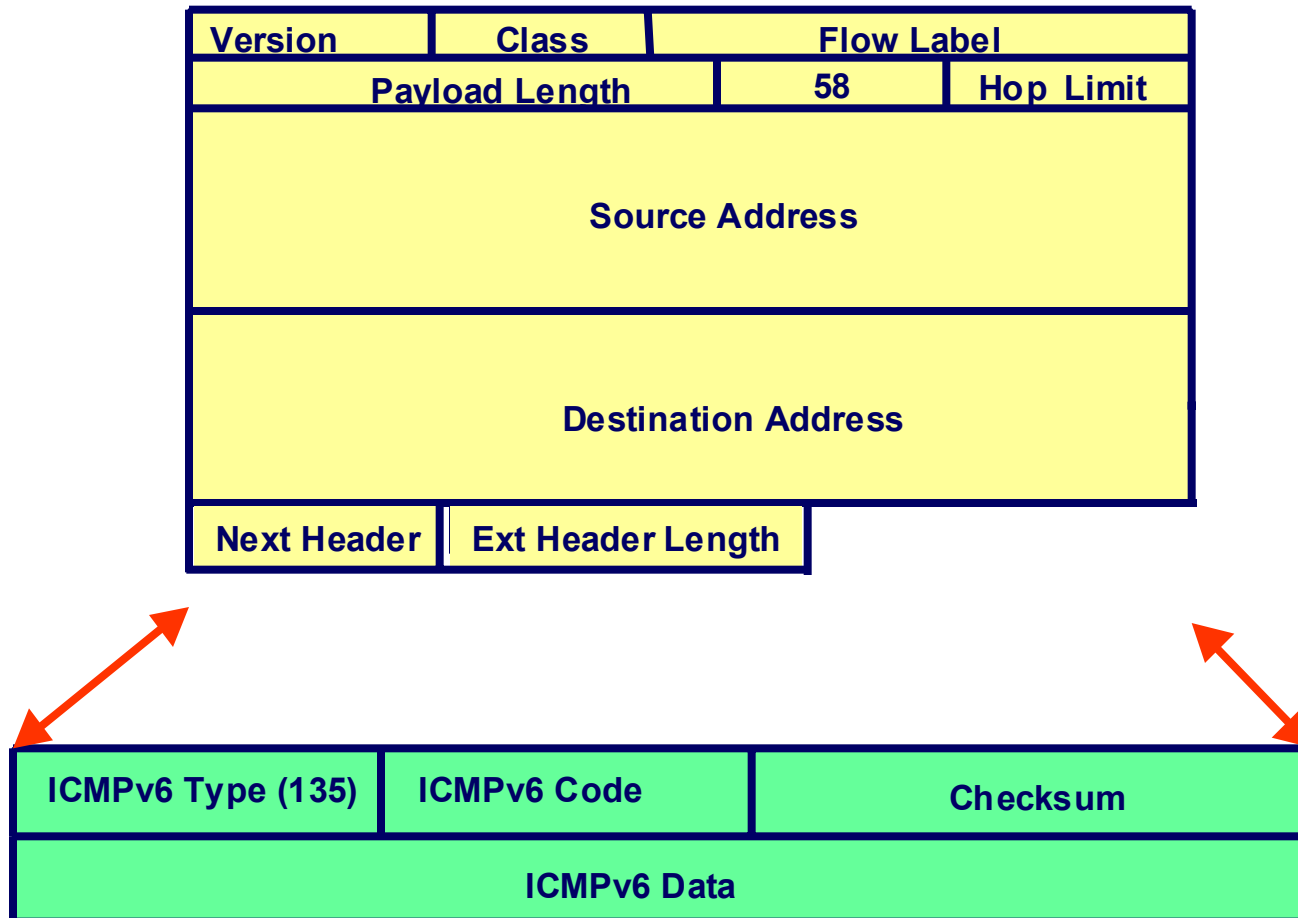 Version Class Flow Label
Payload Length 58 Hop Limit
Source Address
Destination Address
Next Header Ext Header Length
ICMPv6 Type (135) ICMPv6 Code Checksum
ICMPv6 Data